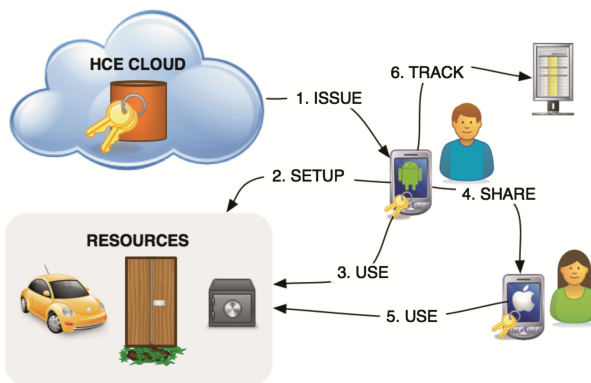 HCE CLOUD
1. ISSUE
6. TRACK
2. SETUP
4. SHARE
RESOURCES
3. USE
5. USE